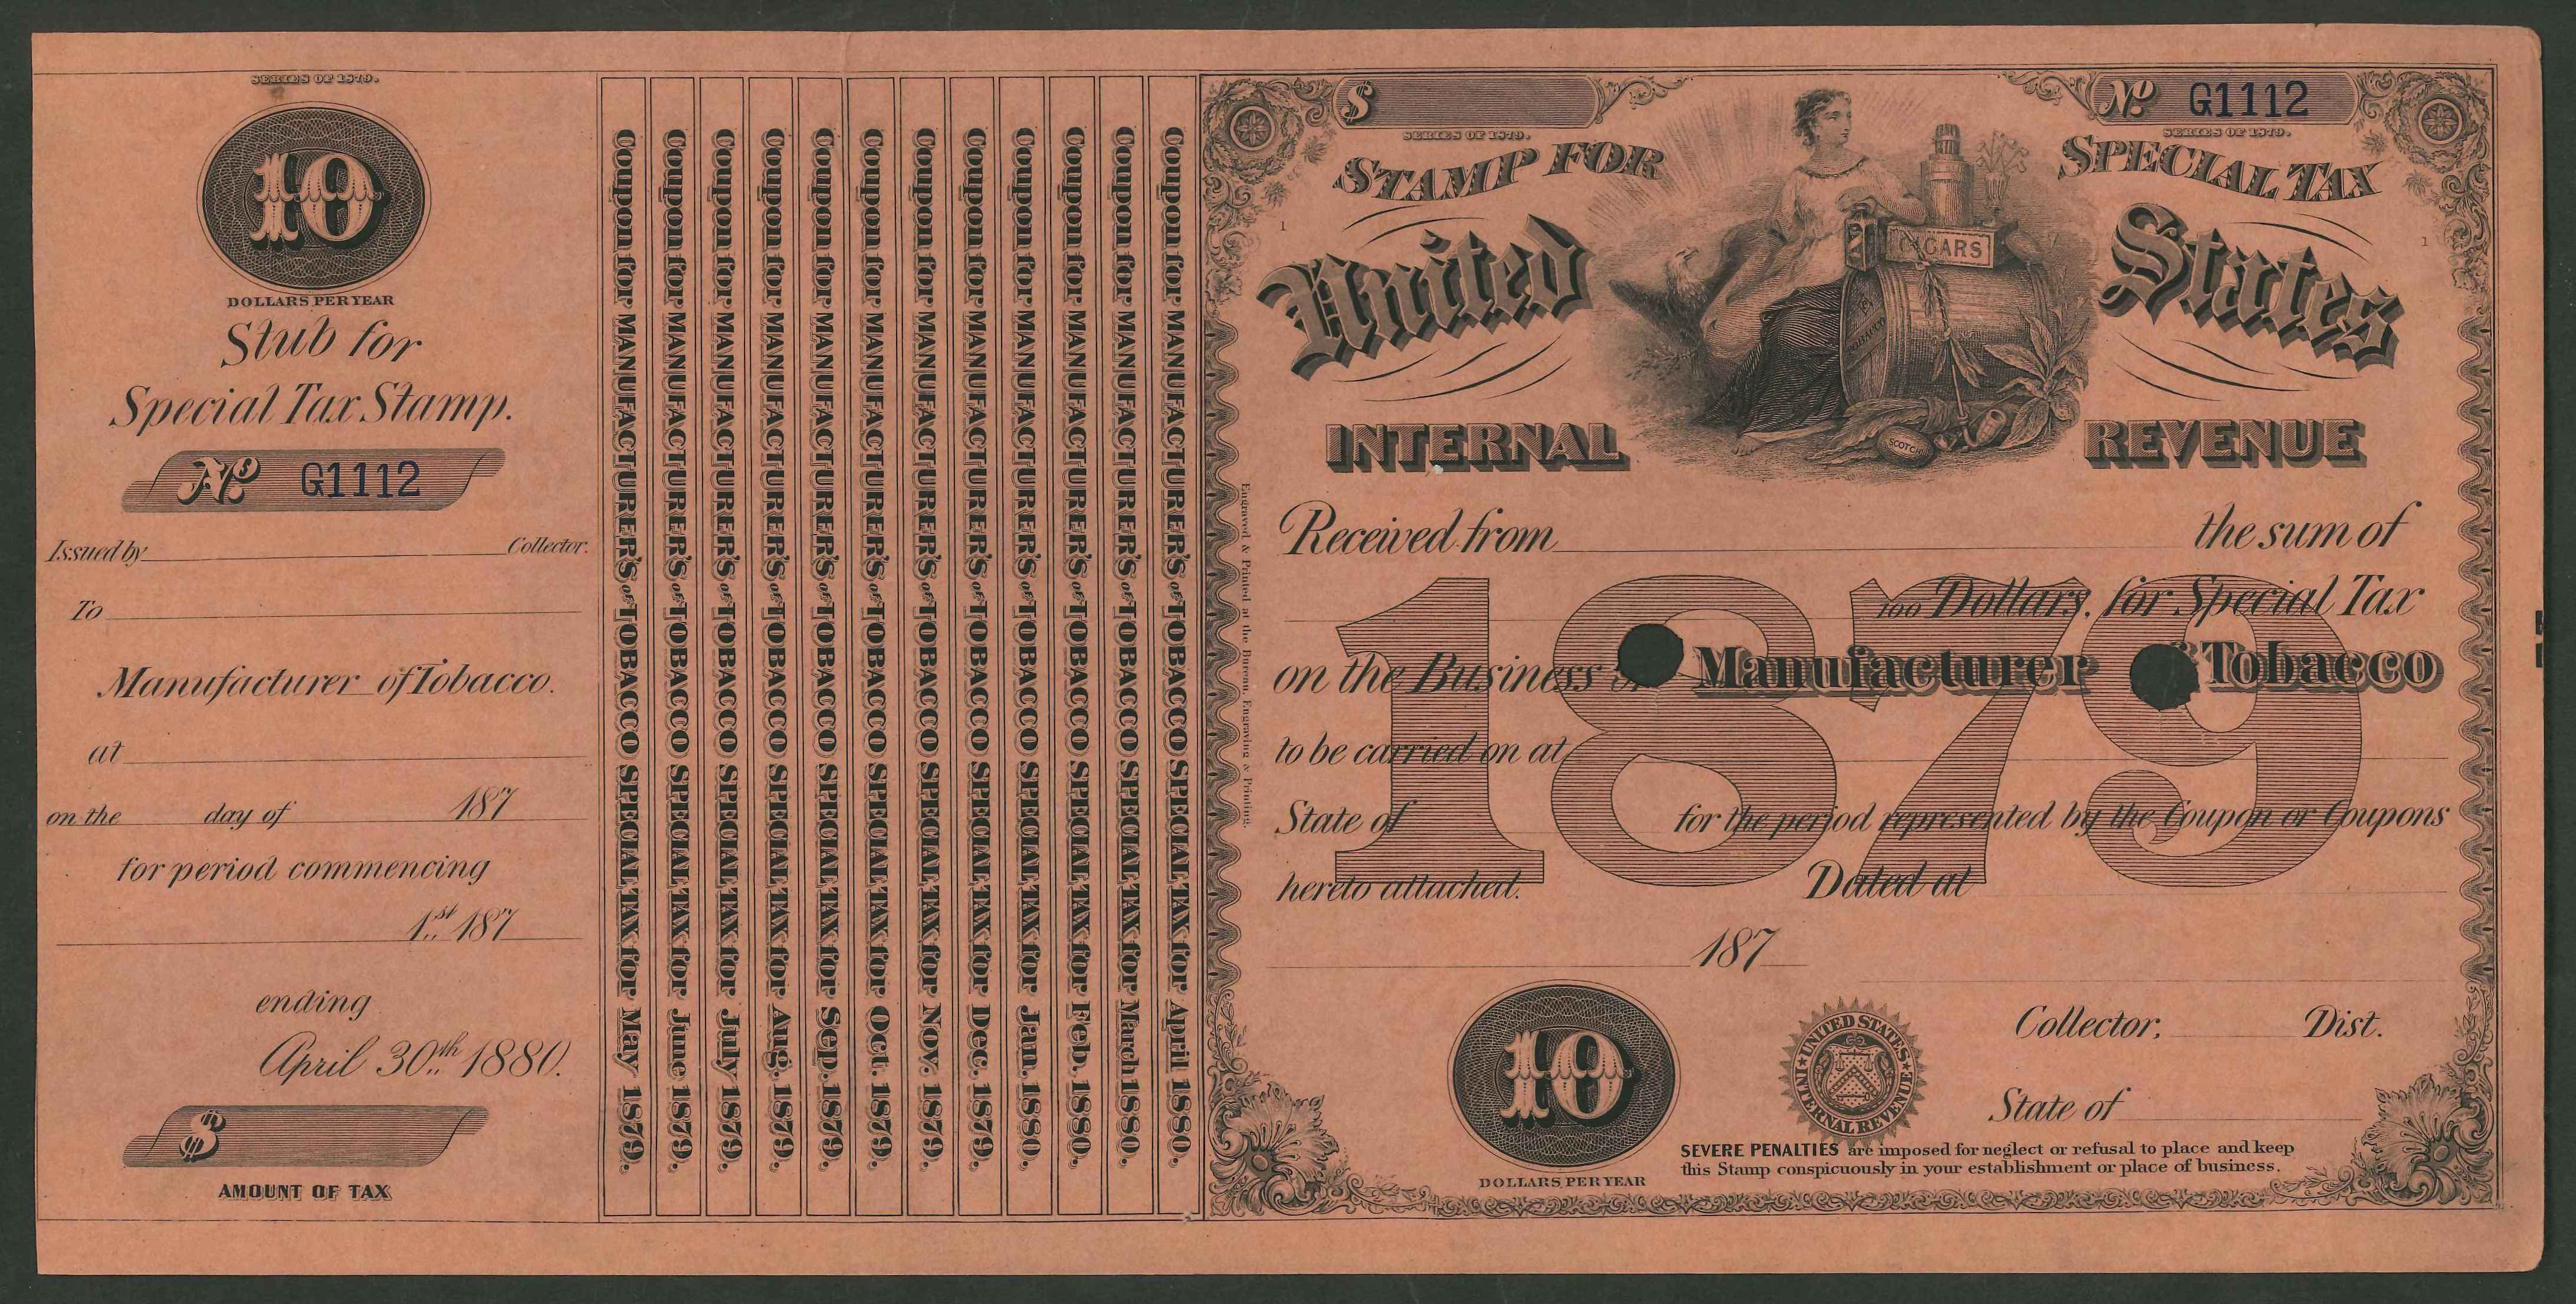 SERIES OF 1879.
10
DOLLARS PER YEAR
Stub for
Special Tax Stamp.
No. G1112
Issued by Collector.
To
Manufacturer of Tobacco.
at
on the day of 187
for period commencing
1st 187
ending
April 30th 1880.
$
AMOUNT OF TAX
Coupon for MANUFACTURER'S of TOBACCO SPECIAL TAX for May 1879.
Coupon for MANUFACTURER'S of TOBACCO SPECIAL TAX for June 1879.
Coupon for MANUFACTURER'S of TOBACCO SPECIAL TAX for July 1879.
Coupon for MANUFACTURER'S of TOBACCO SPECIAL TAX for Aug. 1879.
Coupon for MANUFACTURER'S of TOBACCO SPECIAL TAX for Sep. 1879.
Coupon for MANUFACTURER'S of TOBACCO SPECIAL TAX for Oct. 1879.
Coupon for MANUFACTURER'S of TOBACCO SPECIAL TAX for Nov. 1879.
Coupon for MANUFACTURER'S of TOBACCO SPECIAL TAX for Dec. 1879.
Coupon for MANUFACTURER'S of TOBACCO SPECIAL TAX for Jan. 1880.
Coupon for MANUFACTURER'S of TOBACCO SPECIAL TAX for Feb. 1880.
Coupon for MANUFACTURER'S of TOBACCO SPECIAL TAX for March 1880.
Coupon for MANUFACTURER'S of TOBACCO SPECIAL TAX for April 1880.
Engraved & Printed at the Bureau, Engraving & Printing.
$ No. G1112
SERIES OF 1879. SERIES OF 1879.
STAMP FOR SPECIAL TAX
1 1
United States
CIGARS
TOBACCO
SCOTCH
INTERNAL REVENUE
Received from the sum of
1879
100 Dollars, for Special Tax
on the Business of Manufacturer of Tobacco
to be carried on at
State of for the period represented by the Coupon or Coupons
hereto attached. Dated at
187
10
DOLLARS PER YEAR
UNITED STATES INTERNAL REVENUE
Collector, Dist.
State of
SEVERE PENALTIES are imposed for neglect or refusal to place and keep
this Stamp conspicuously in your establishment or place of business.